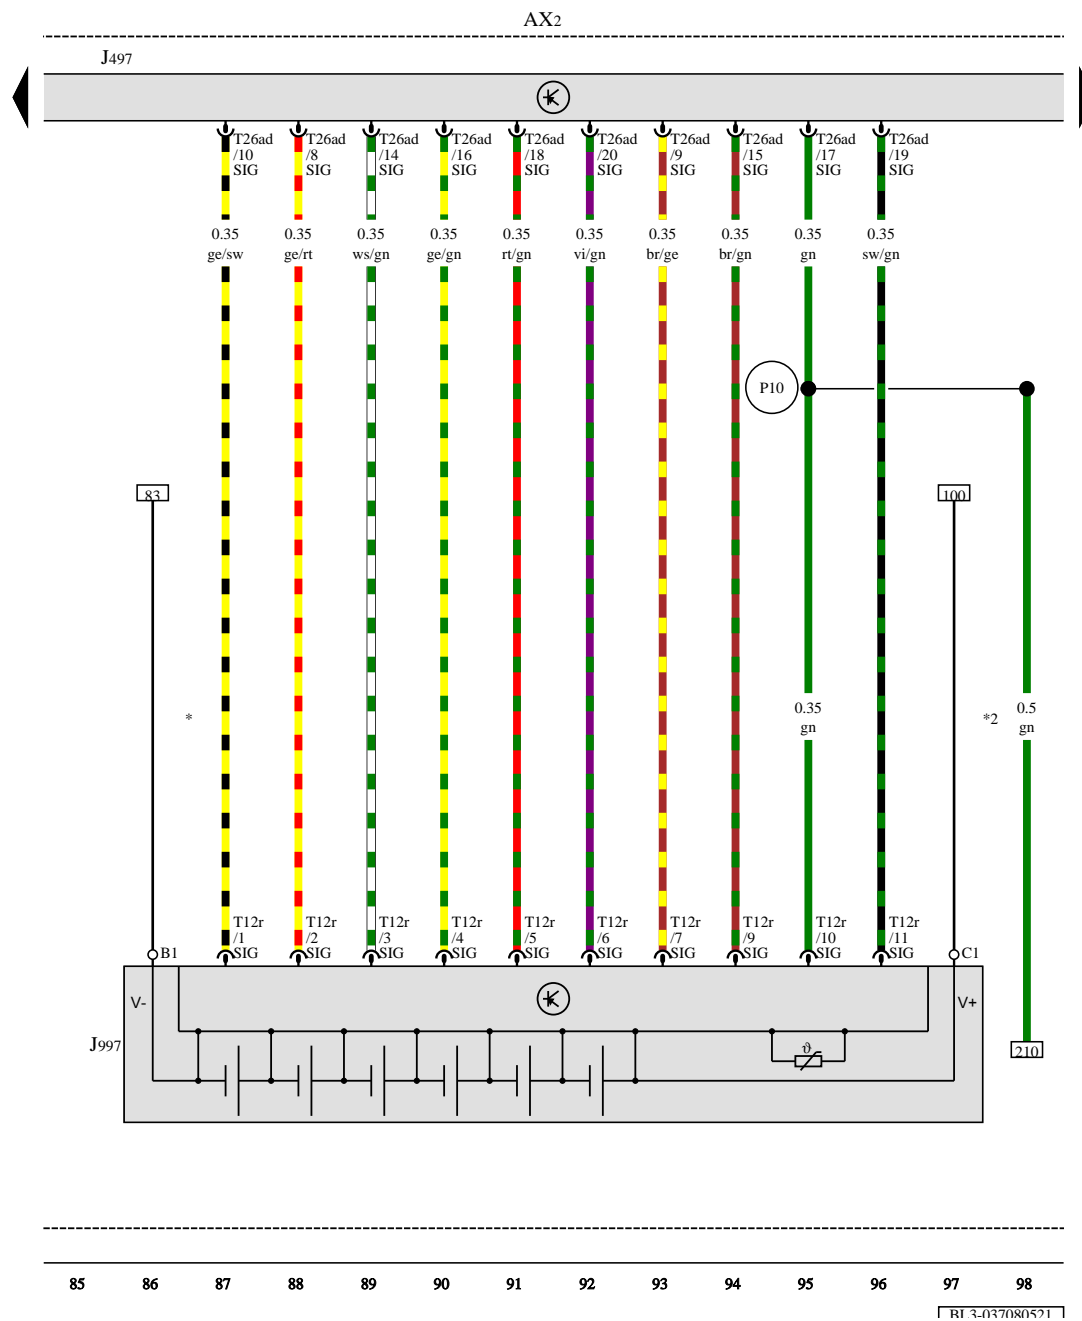 AX2
J497
T26ad
/10
SIG
T26ad
/8
SIG
T26ad
/14
SIG
T26ad
/16
SIG
T26ad
/18
SIG
T26ad
/20
SIG
T26ad
/9
SIG
T26ad
/15
SIG
T26ad
/17
SIG
T26ad
/19
SIG
0.35
ge/sw
0.35
ge/rt
0.35
ws/gn
0.35
ge/gn
0.35
rt/gn
0.35
vi/gn
0.35
br/ge
0.35
br/gn
0.35
gn
0.35
sw/gn
P10
83
100
*
0.35
gn
*2
0.5
gn
B1
T12r
/1
SIG
T12r
/2
SIG
T12r
/3
SIG
T12r
/4
SIG
T12r
/5
SIG
T12r
/6
SIG
T12r
/7
SIG
T12r
/9
SIG
T12r
/10
SIG
T12r
/11
SIG
C1
V-
V+
J997
ϑ
210
85 86 87 88 89 90 91 92 93 94 95 96 97 98
BL3-037080521